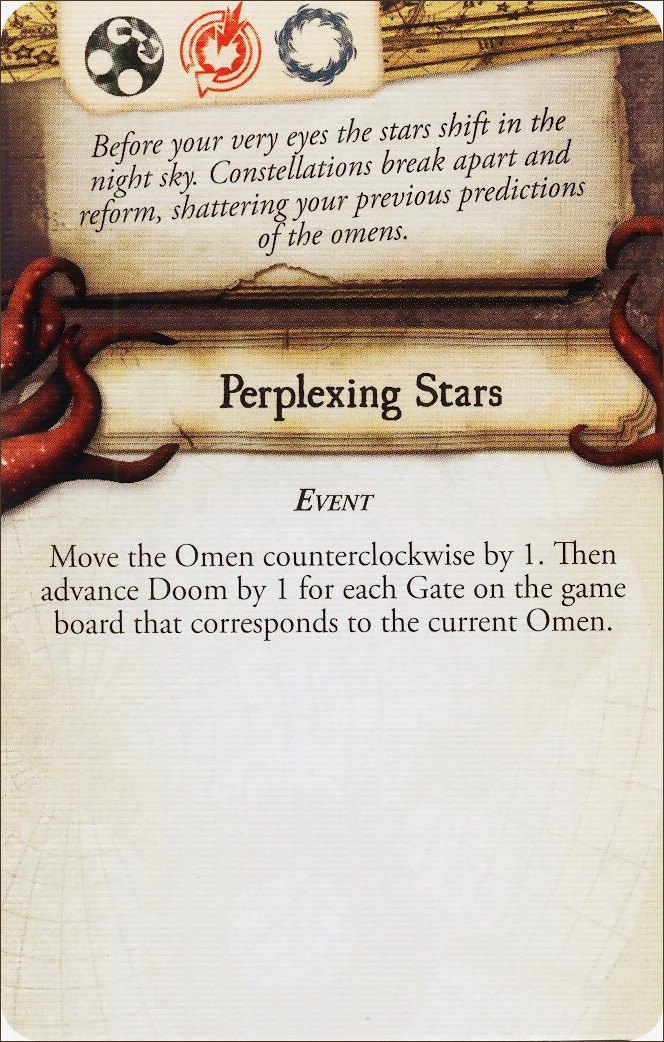 Before your very eyes the stars shift in the
night sky. Constellations break apart and
reform, shattering your previous predictions
of the omens.
Perplexing Stars
Event
Move the Omen counterclockwise by 1. Then
advance Doom by 1 for each Gate on the game
board that corresponds to the current Omen.